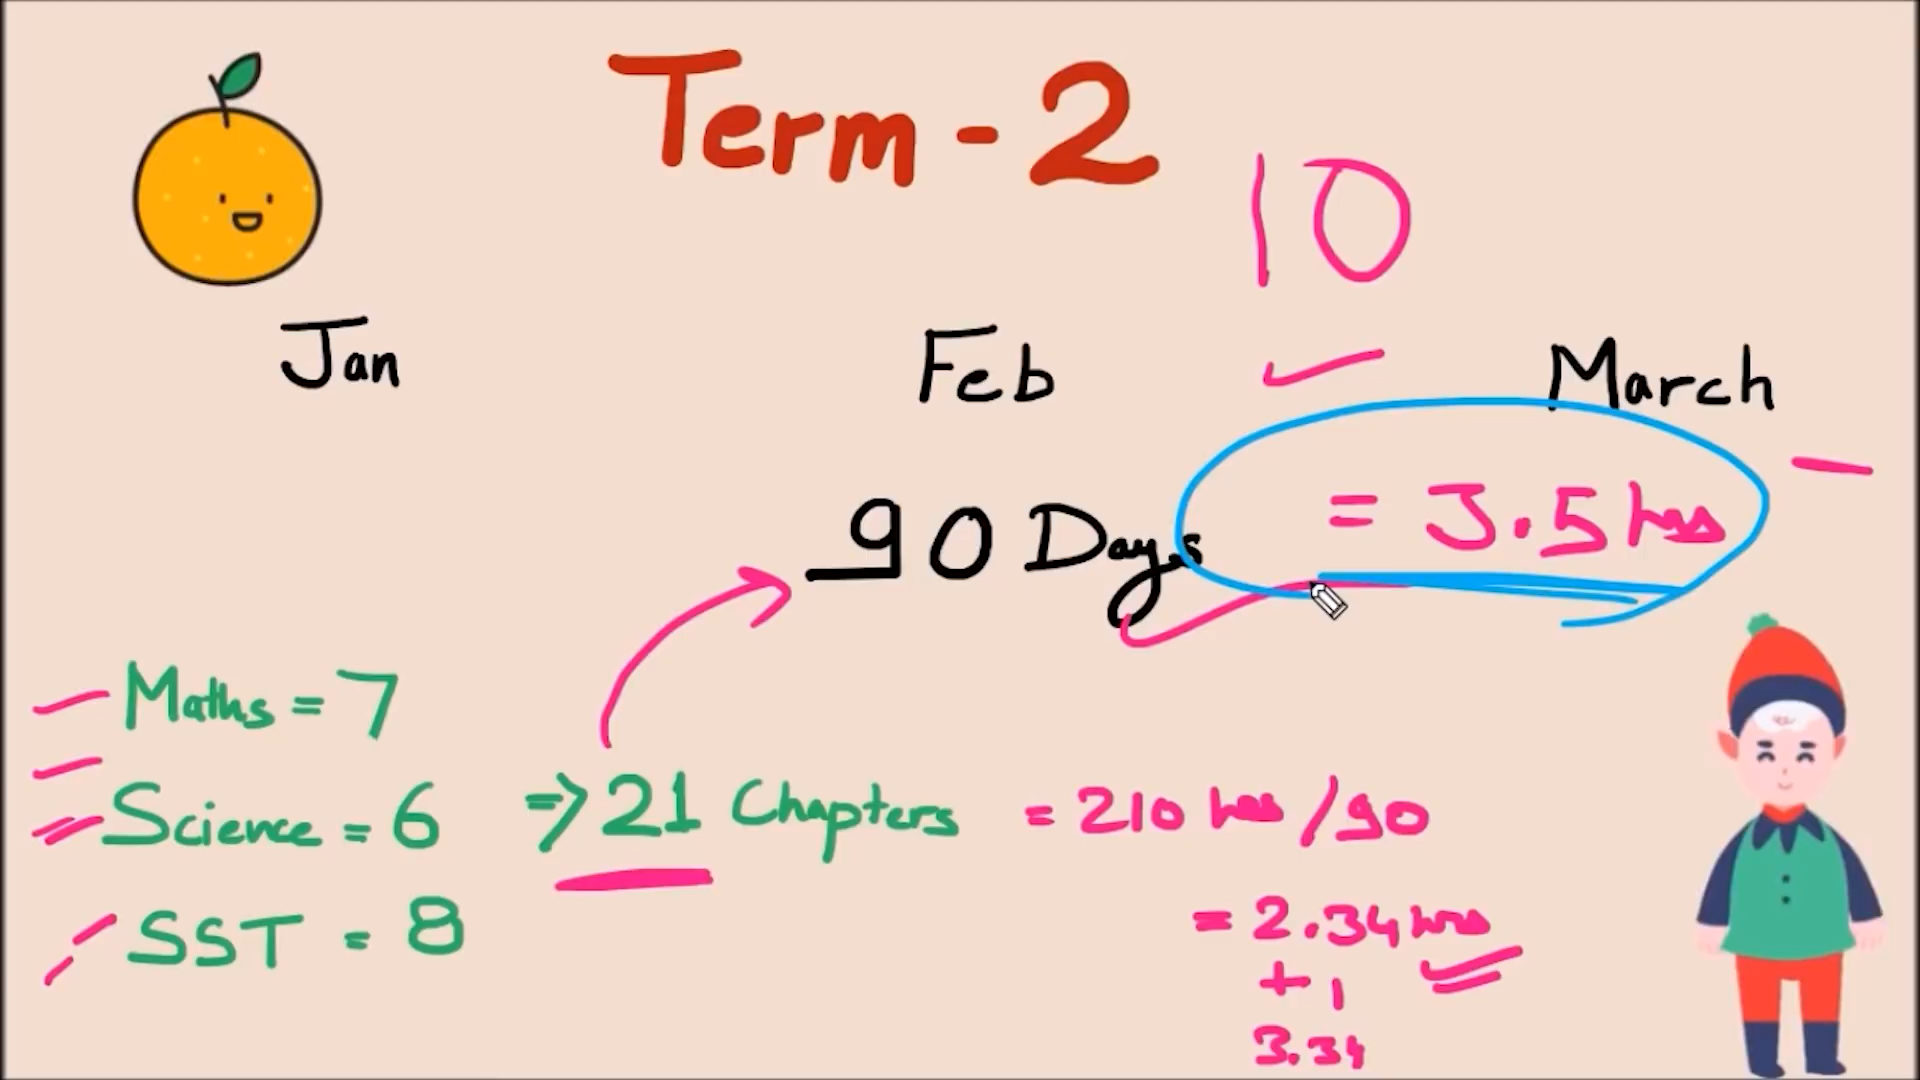 Term - 2
10
Jan
Feb
March
90 Days
= 3.5 hrs
Maths = 7
Science = 6
⇒ 21 Chapters
= 210 hrs / 90
SST = 8
= 2.34 hrs
+ 1
3.34